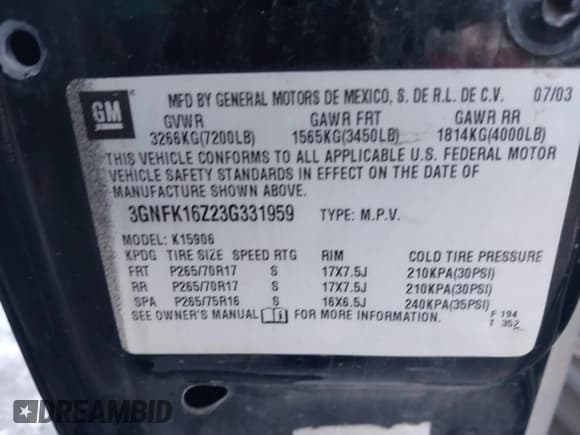 GM
MFD BY GENERAL MOTORS DE MEXICO, S. DE R.L. DE C.V. 07/03
GVWR GAWR FRT GAWR RR
3266KG(7200LB) 1565KG(3450LB) 1814KG(4000LB)
THIS VEHICLE CONFORMS TO ALL APPLICABLE U.S. FEDERAL MOTOR
VEHICLE SAFETY STANDARDS IN EFFECT ON THE DATE OF
MANUFACTURE SHOWN ABOVE.
3GNFK16Z23G331959 TYPE: M.P.V.
MODEL: K15906
KPDG TIRE SIZE SPEED RTG RIM COLD TIRE PRESSURE
FRT P265/70R17 S 17X7.5J 210KPA(30PSI)
RR P265/70R17 S 17X7.5J 210KPA(30PSI)
SPA P265/75R16 S 16X6.5J 240KPA(35PSI)
SEE OWNER'S MANUAL FOR MORE INFORMATION.
F 194
T 352
DREAMBID